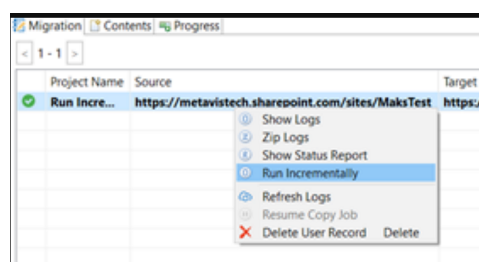 Migration Contents Progress
< 1 - 1 >
Project Name Source Target
Run Incre... https://metavistech.sharepoint.com/sites/MaksTest https:/
Show Logs
Zip Logs
Show Status Report
Run Incrementally
Refresh Logs
Resume Copy Job
Delete User Record Delete